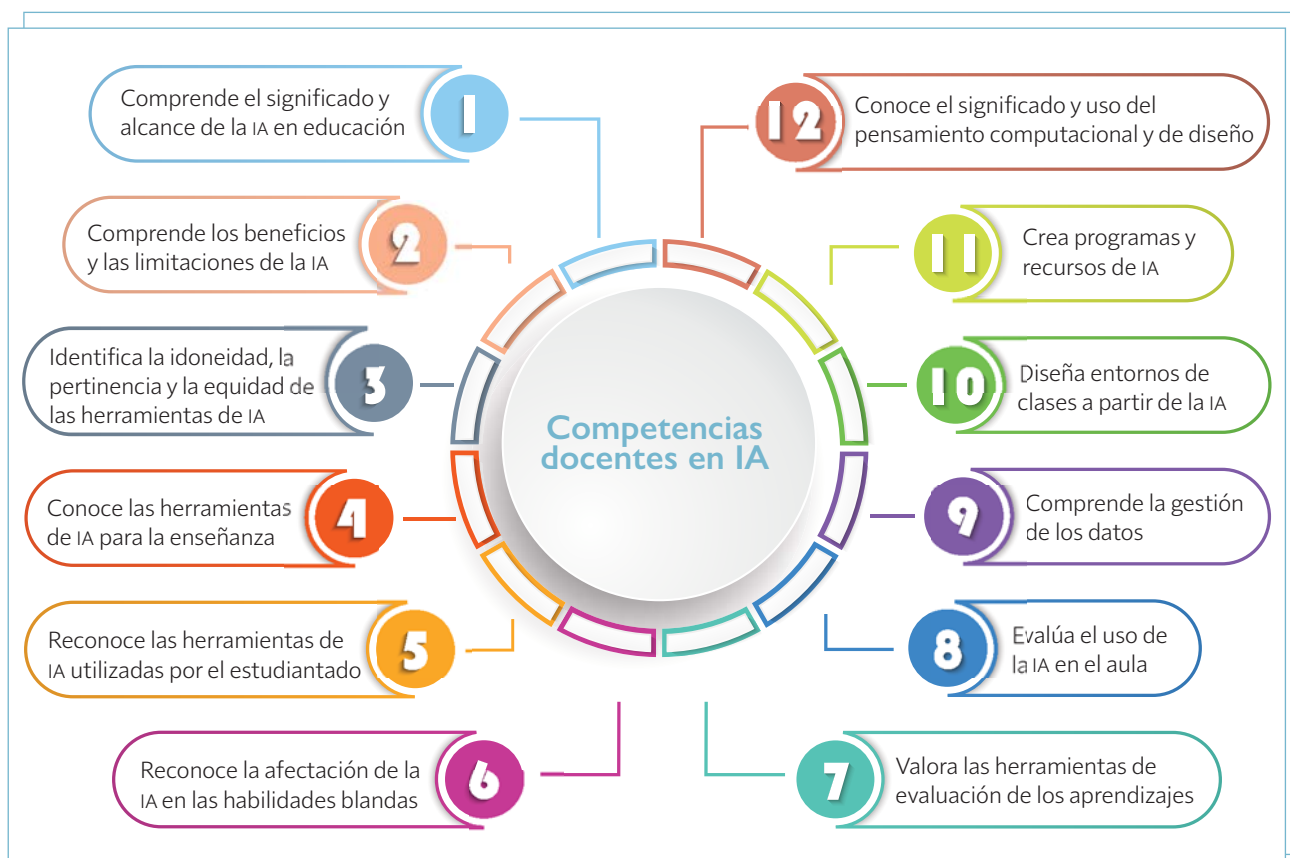 1
Comprende el significado y
alcance de la IA en educación
2
Comprende los beneficios
y las limitaciones de la IA
3
Identifica la idoneidad, la
pertinencia y la equidad de
las herramientas de IA
4
Conoce las herramientas
de IA para la enseñanza
5
Reconoce las herramientas de
IA utilizadas por el estudiantado
6
Reconoce la afectación de la
IA en las habilidades blandas
Competencias
docentes en IA
7
Valora las herramientas de
evaluación de los aprendizajes
8
Evalúa el uso de
la IA en el aula
9
Comprende la gestión
de los datos
10
Diseña entornos de
clases a partir de la IA
11
Crea programas y
recursos de IA
12
Conoce el significado y uso del
pensamiento computacional y de diseño